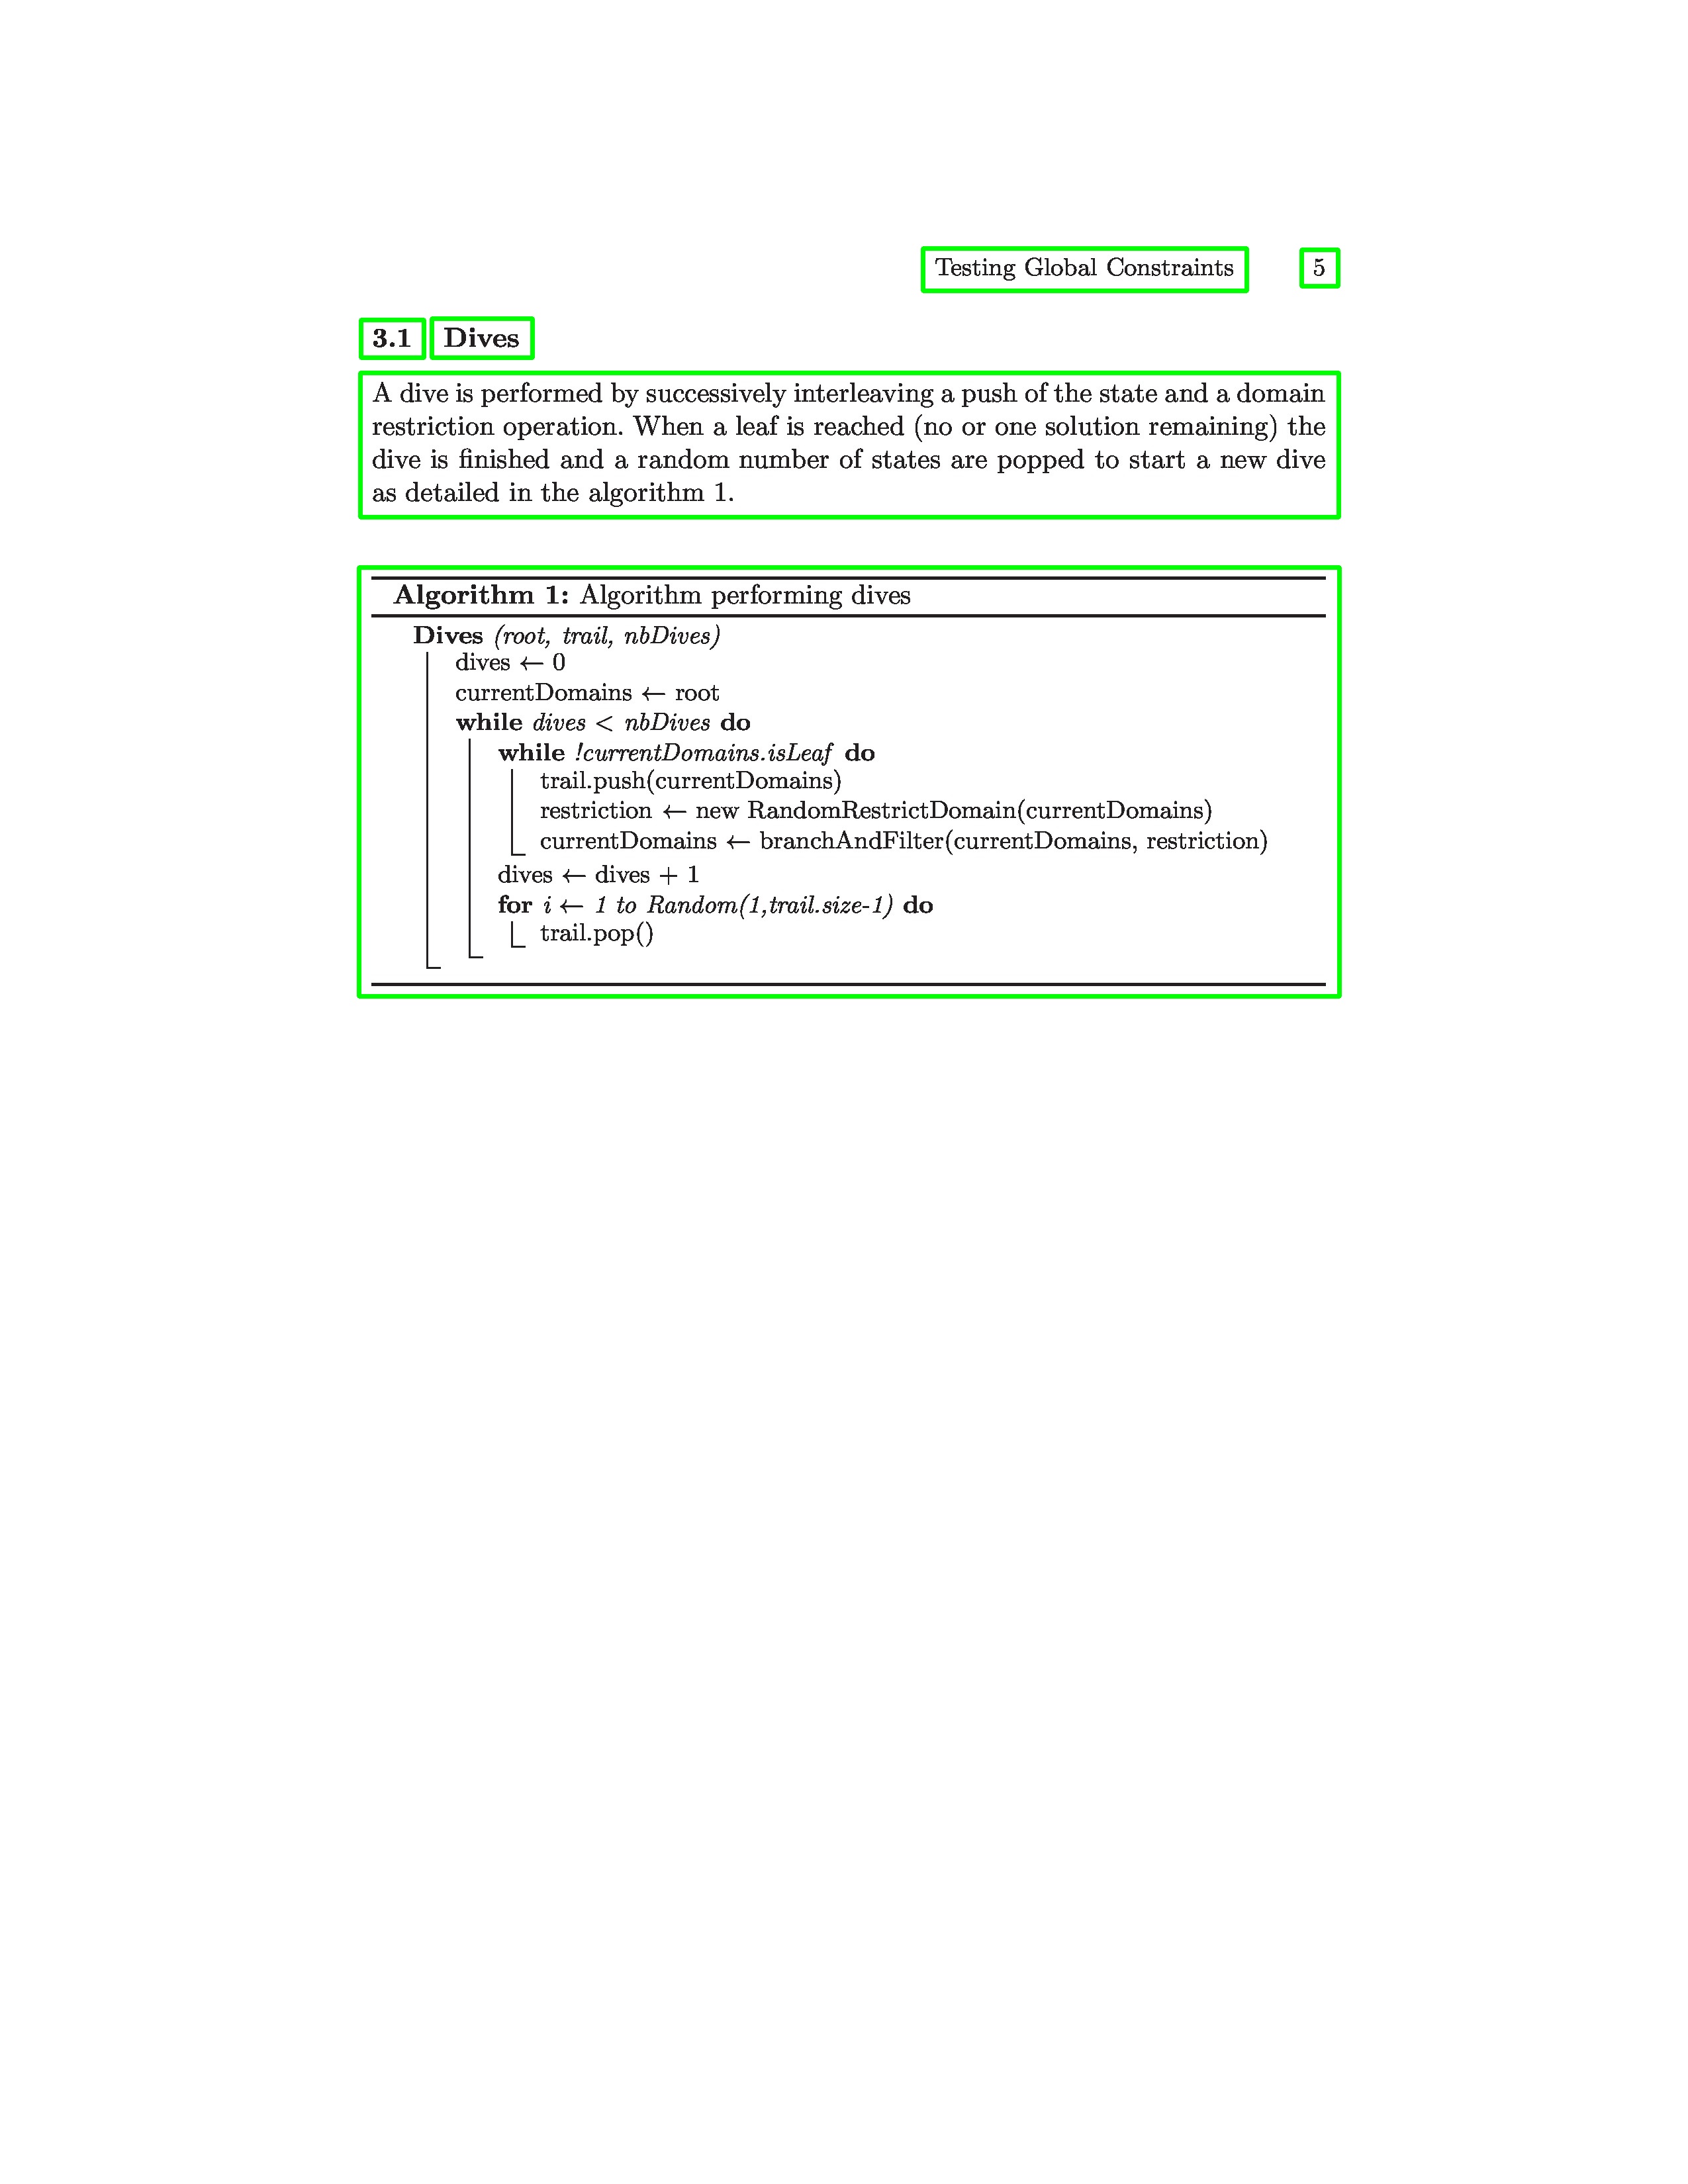 Testing Global Constraints 5
3.1 Dives
A dive is performed by successively interleaving a push of the state and a domain
restriction operation. When a leaf is reached (no or one solution remaining) the
dive is finished and a random number of states are popped to start a new dive
as detailed in the algorithm 1.
Algorithm 1: Algorithm performing dives
Dives (root, trail, nbDives)
dives ← 0
currentDomains ← root
while dives < nbDives do
while !currentDomains.isLeaf do
trail.push(currentDomains)
restriction ← new RandomRestrictDomain(currentDomains)
currentDomains ← branchAndFilter(currentDomains, restriction)
dives ← dives + 1
for i ← 1 to Random(1,trail.size-1) do
trail.pop()